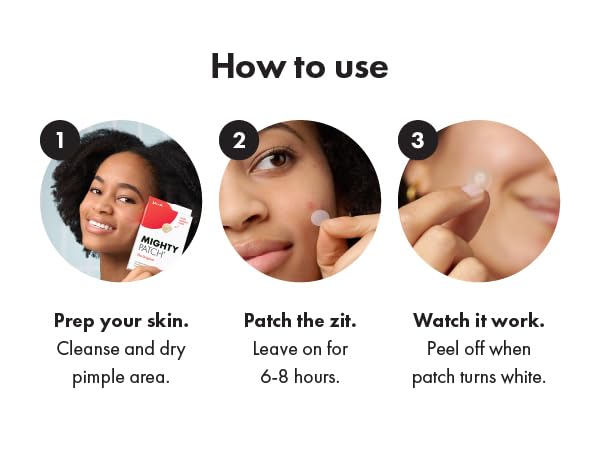 How to use
1
2
3
MIGHTY
PATCH
Prep your skin.
Cleanse and dry
pimple area.
Patch the zit.
Leave on for
6-8 hours.
Watch it work.
Peel off when
patch turns white.